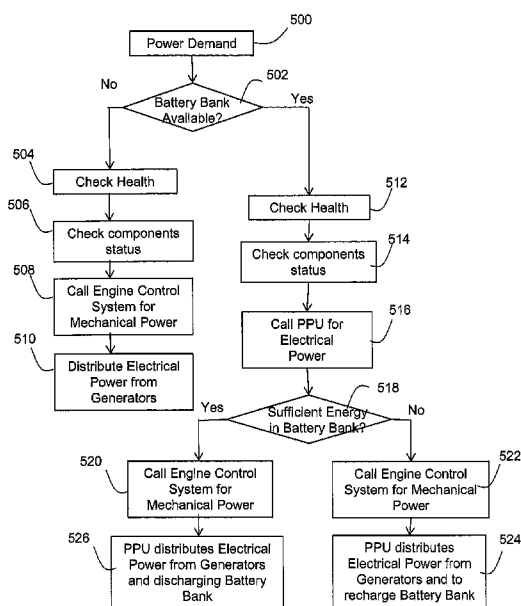 500
Power Demand
502
No
Battery Bank
Available?
Yes
504
Check Health
512
Check Health
506
Check components
status
514
Check components
status
508
Call Engine Control
System for
Mechanical Power
516
Call PPU for
Electrical
Power
510
Distribute Electrical
Power from
Generators
518
Yes
Sufficient Energy
in Battery Bank?
No
520
Call Engine Control
System for
Mechanical Power
522
Call Engine Control
System for Mechanical
Power
526
PPU distributes Electrical
Power from Generators
and discharging Battery
Bank
524
PPU distributes
Electrical Power from
Generators and to
recharge Battery Bank